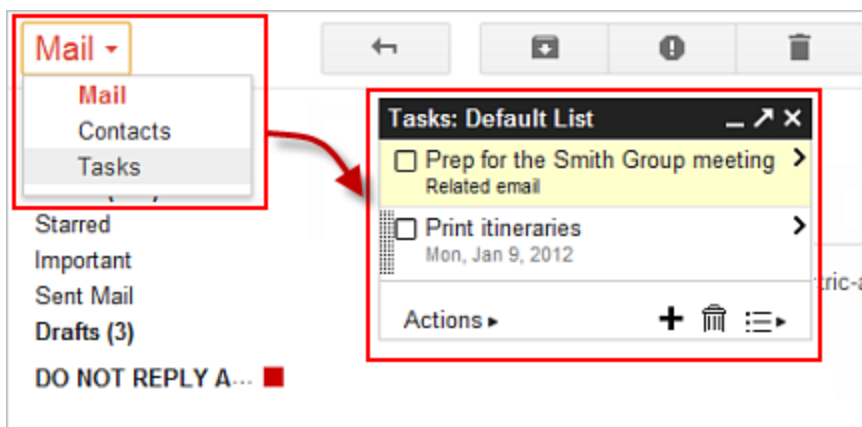 Mail
Mail
Contacts
Tasks
Starred
Important
Sent Mail
Drafts (3)
DO NOT REPLY A...
Tasks: Default List
Prep for the Smith Group meeting
Related email
Print itineraries
Mon, Jan 9, 2012
Actions